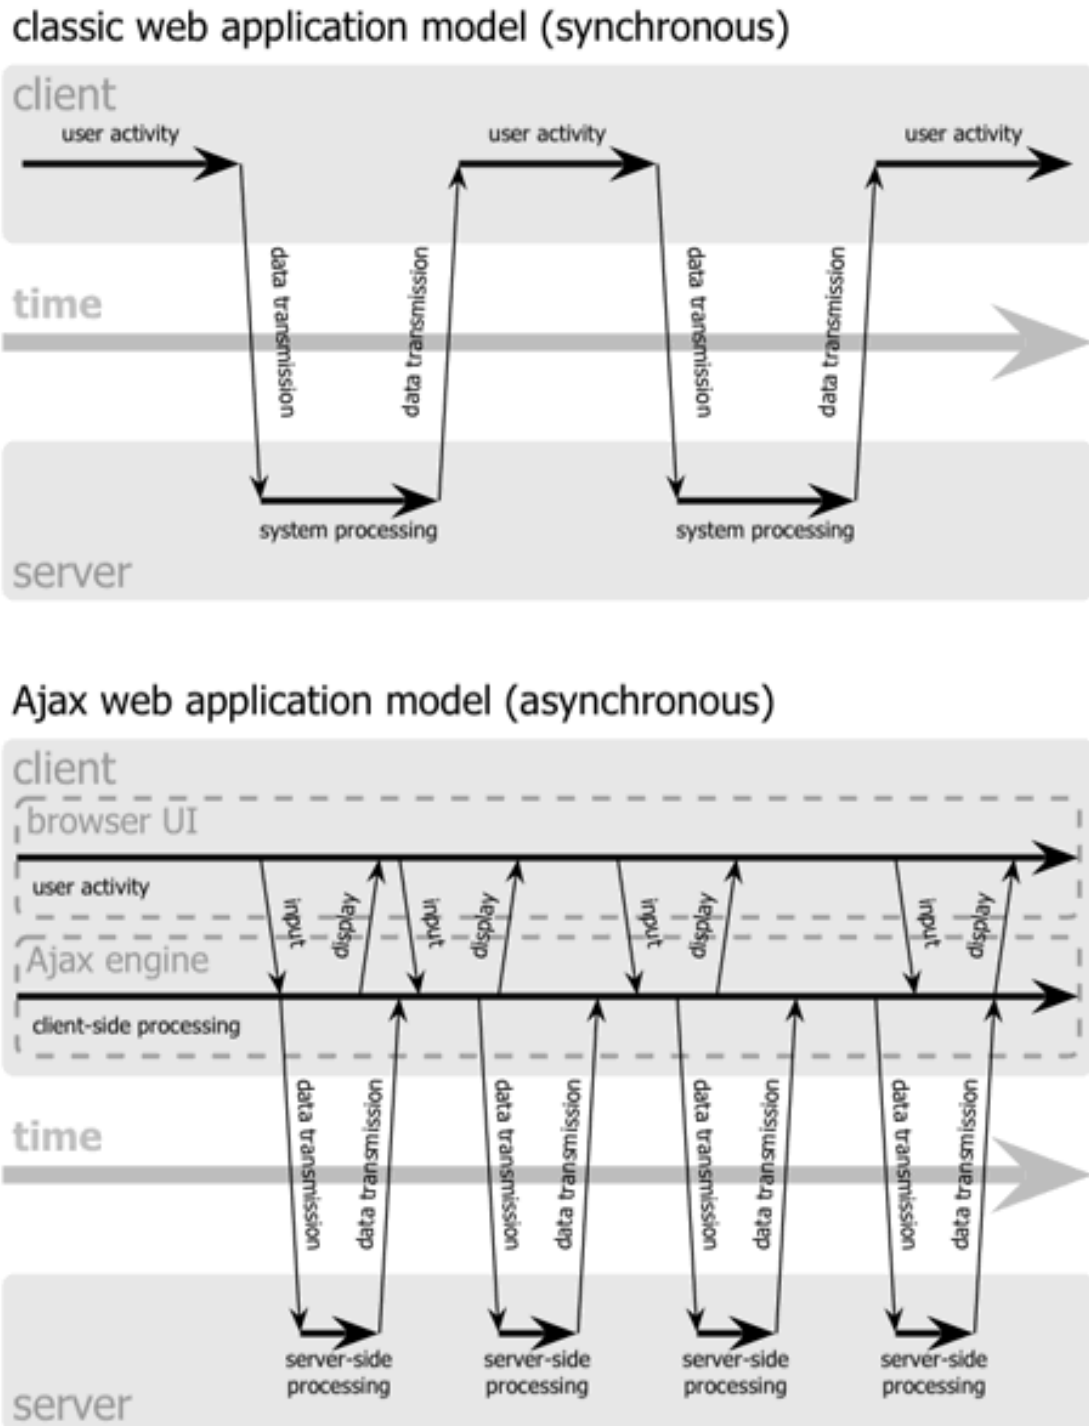 classic web application model (synchronous)
client
user activity
user activity
user activity
data transmission
data transmission
data transmission
data transmission
time
system processing
system processing
server
Ajax web application model (asynchronous)
client
browser UI
user activity
input
display
input
display
input
display
input
display
Ajax engine
client-side processing
data transmission
data transmission
data transmission
data transmission
data transmission
data transmission
data transmission
data transmission
time
server-side
processing
server-side
processing
server-side
processing
server-side
processing
server